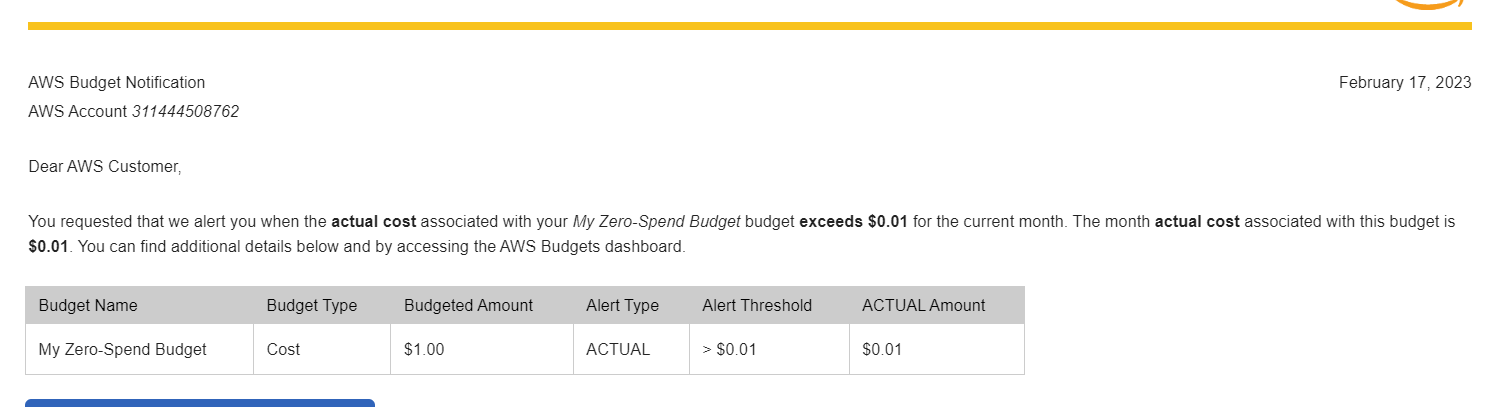 AWS Budget Notification
February 17, 2023
AWS Account 311444508762
Dear AWS Customer,
You requested that we alert you when the actual cost associated with your My Zero-Spend Budget budget exceeds $0.01 for the current month. The month actual cost associated with this budget is
$0.01. You can find additional details below and by accessing the AWS Budgets dashboard.
Budget Name Budget Type Budgeted Amount Alert Type Alert Threshold ACTUAL Amount
My Zero-Spend Budget Cost $1.00 ACTUAL > $0.01 $0.01